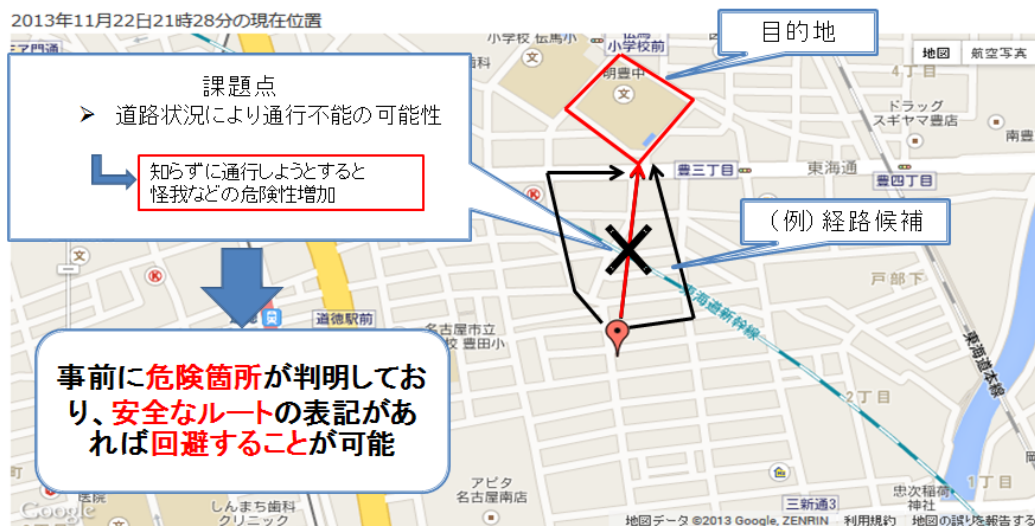 2013年11月22日21時28分の現在位置
小学校 伝馬小
小学校前
目的地
地図
航空写真
課題点
➤ 道路状況により通行不能の可能性
知らずに通行しようとすると
怪我などの危険性増加
歯科
明豊中
文
4丁目
ドラッグ
スギヤマ豊店
南豊
豊三丁目
東海通
豊四丁目
(例) 経路候補
戸部下
東海道新幹線
東海道本線
道徳駅前
名古屋市立
豊田小
事前に危険箇所が判明してお
り、安全なルートの表記があ
れば回避することが可能
2丁目
アピタ
名古屋南店
1丁目
忠次稲荷
神社
三新通3
医院
しんまち歯科
クリニック
Google
地図データ ©2013 Google, ZENRIN
利用規約
地図の誤りを報告する